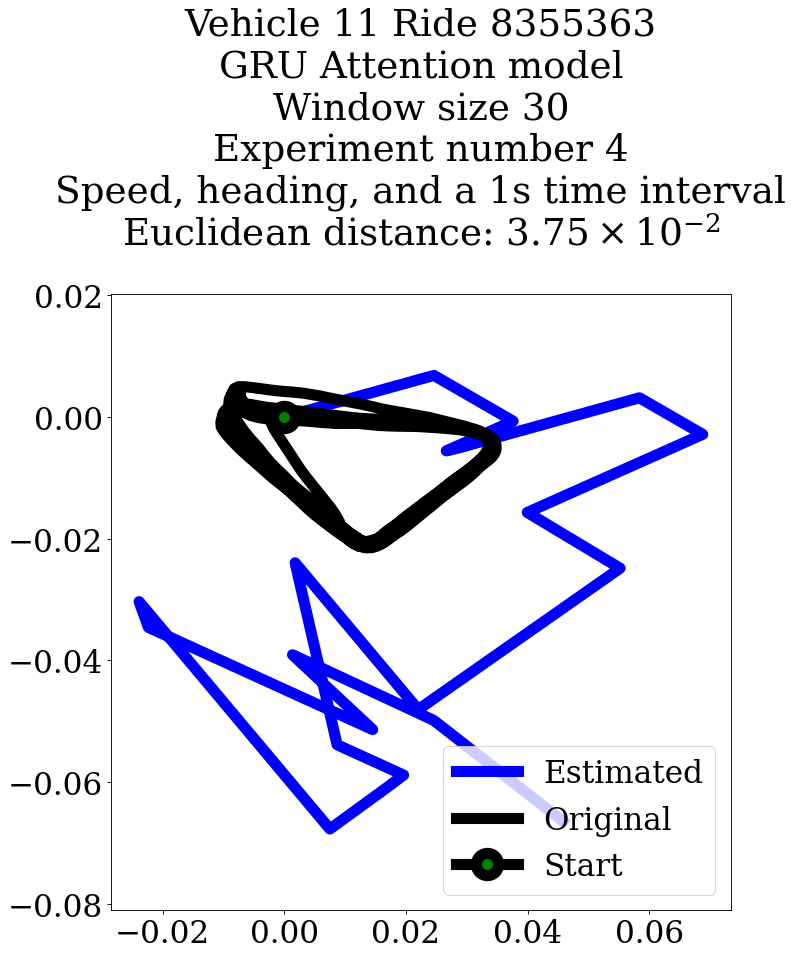 Vehicle 11 Ride 8355363
GRU Attention model
Window size 30
Experiment number 4
Speed, heading, and a 1s time interval
Euclidean distance: 3.75 × 10⁻²
0.02
0.00
−0.02
−0.04
−0.06
−0.08
Estimated
Original
Start
−0.02 0.00 0.02 0.04 0.06